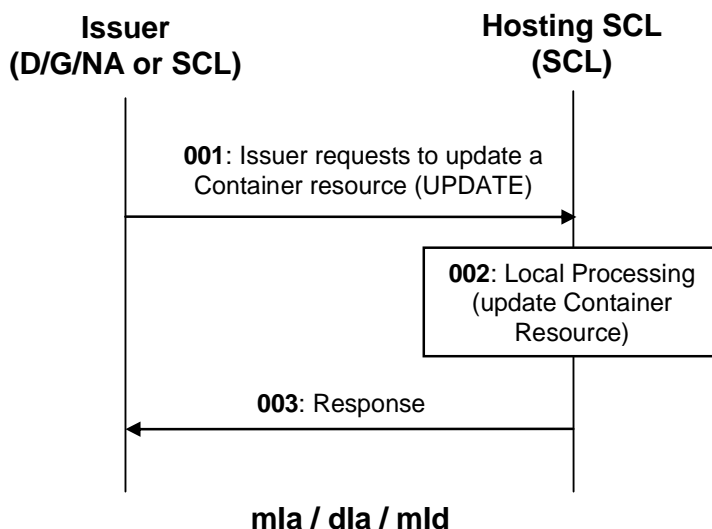 Issuer
(D/G/NA or SCL)
Hosting SCL
(SCL)
001: Issuer requests to update a
Container resource (UPDATE)
002: Local Processing
(update Container
Resource)
003: Response
mIa / dIa / mId